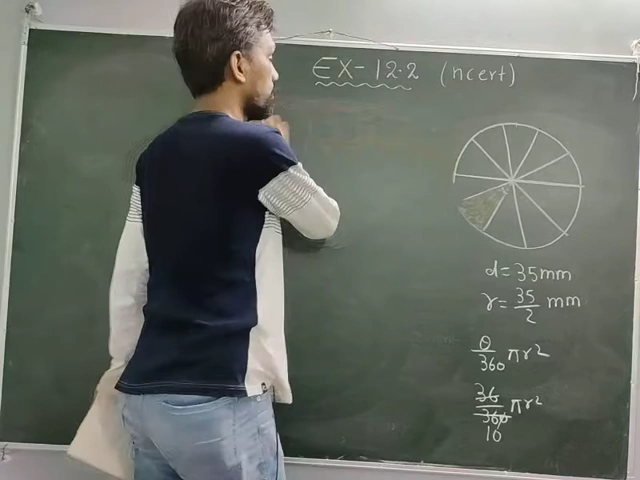 EX-12.2 (ncert)
d = 35mm
r = 35/2 mm
θ/360 πr²
36/360 πr²
10